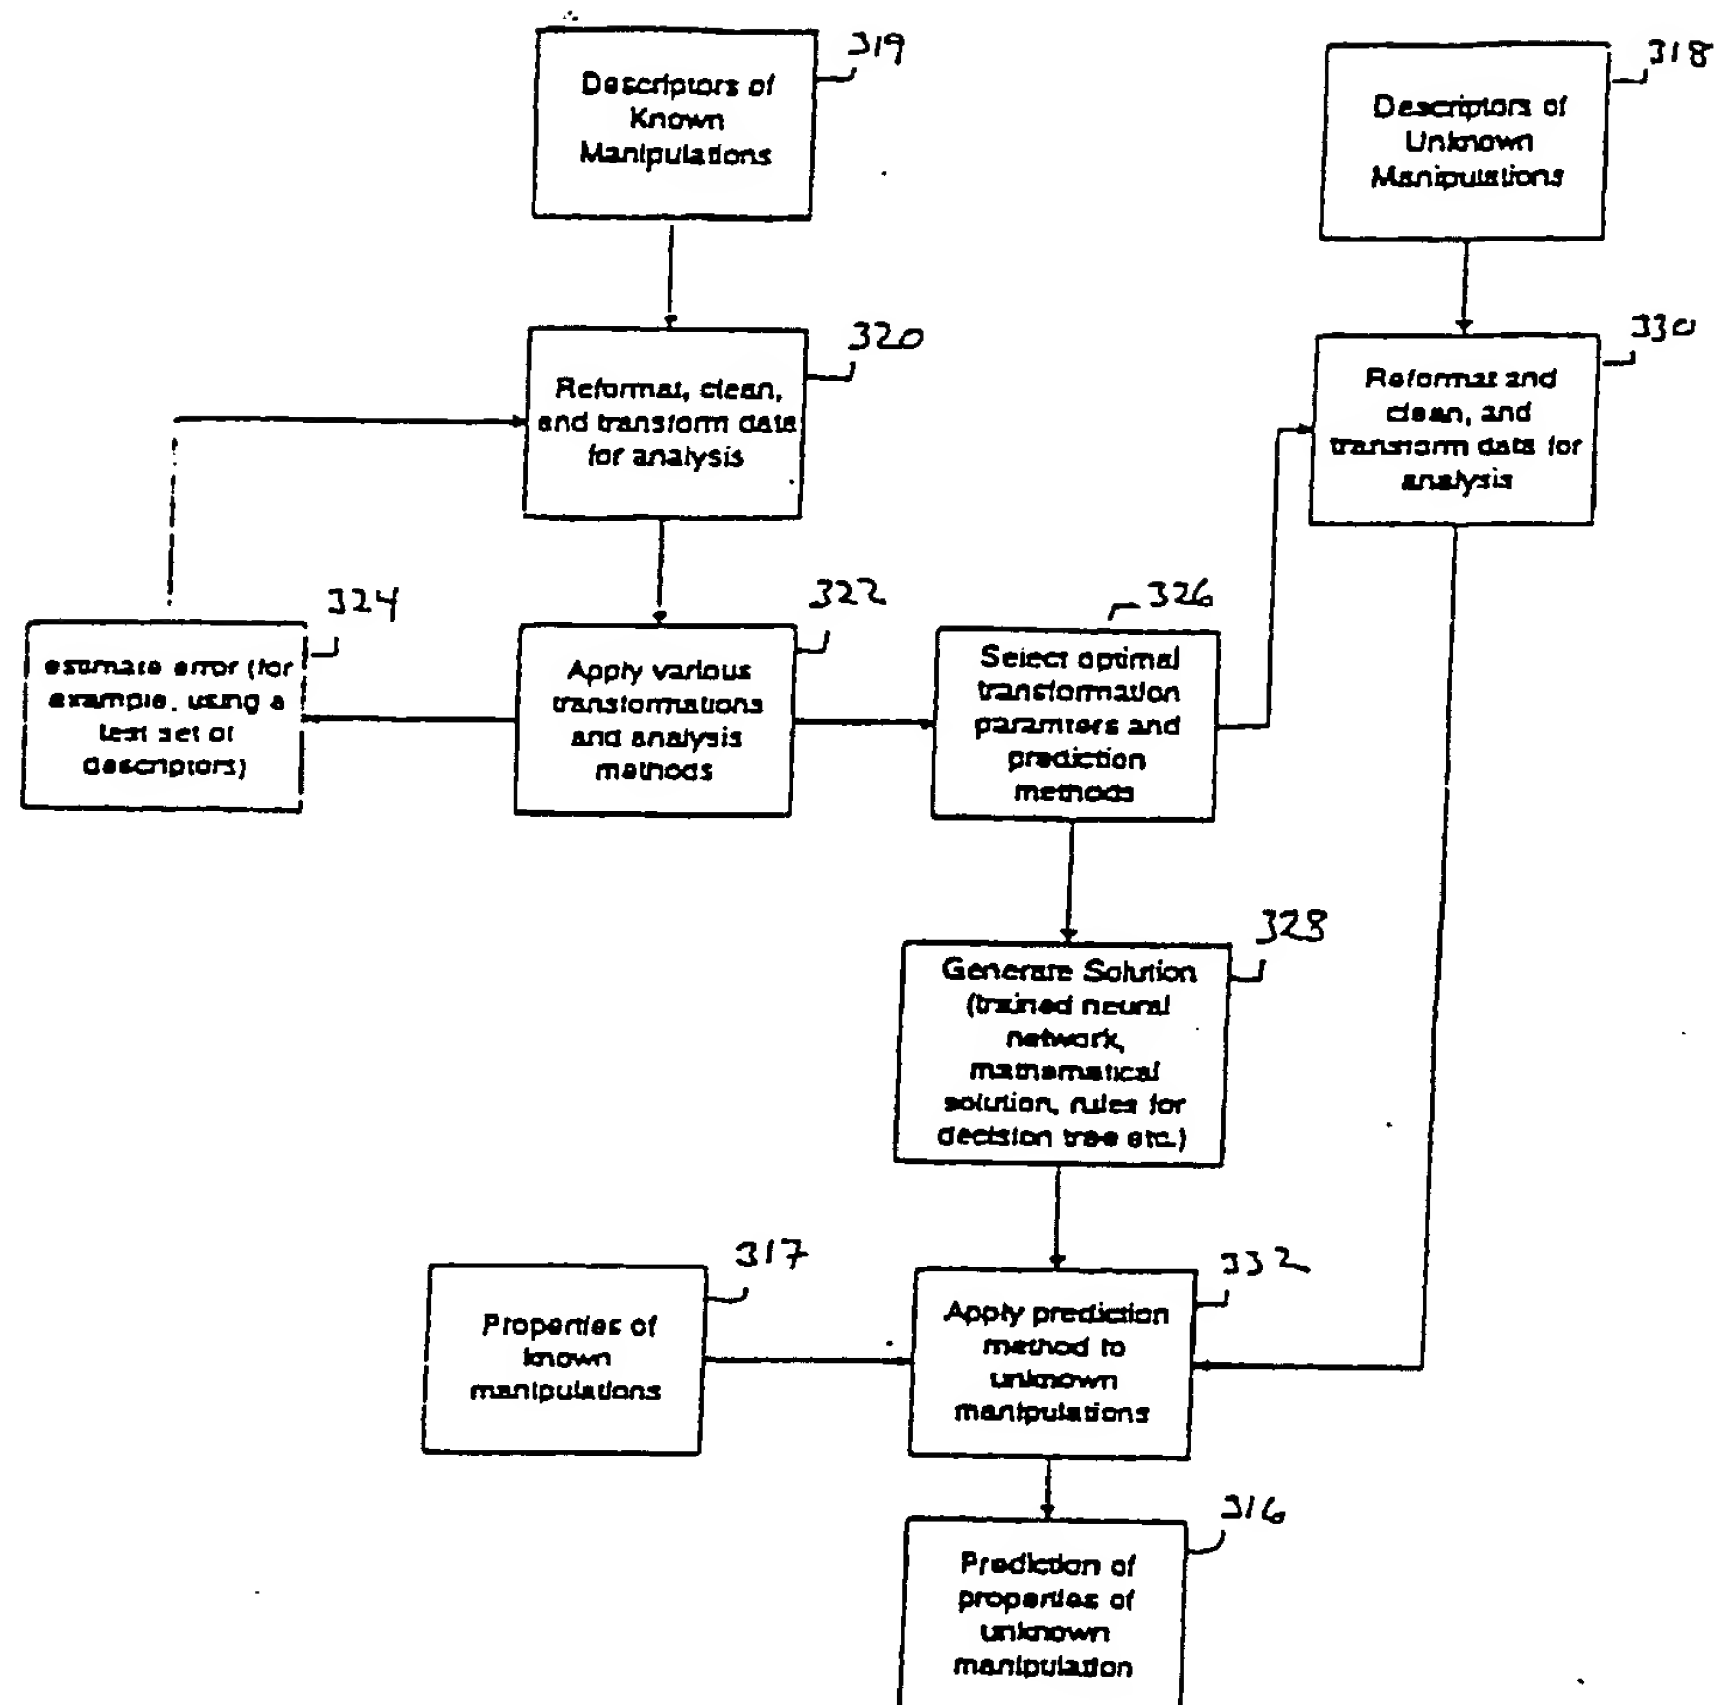 319
Descriptors of
Known
Manipulations
318
Descriptors of
Unknown
Manipulations
320
Reformat, clean,
and transform data
for analysis
330
Reformat and
clean, and
transform data for
analysis
324
estimate error (for
example, using a
test set of
descriptors)
322
Apply various
transformations
and analysis
methods
326
Select optimal
transformation
paramters and
prediction
methods
328
Generate Solution
(trained neural
network,
mathematical
solution, rules for
decision tree etc.)
317
Properties of
known
manipulations
332
Apply prediction
method to
unknown
manipulations
316
Prediction of
properties of
unknown
manipulation